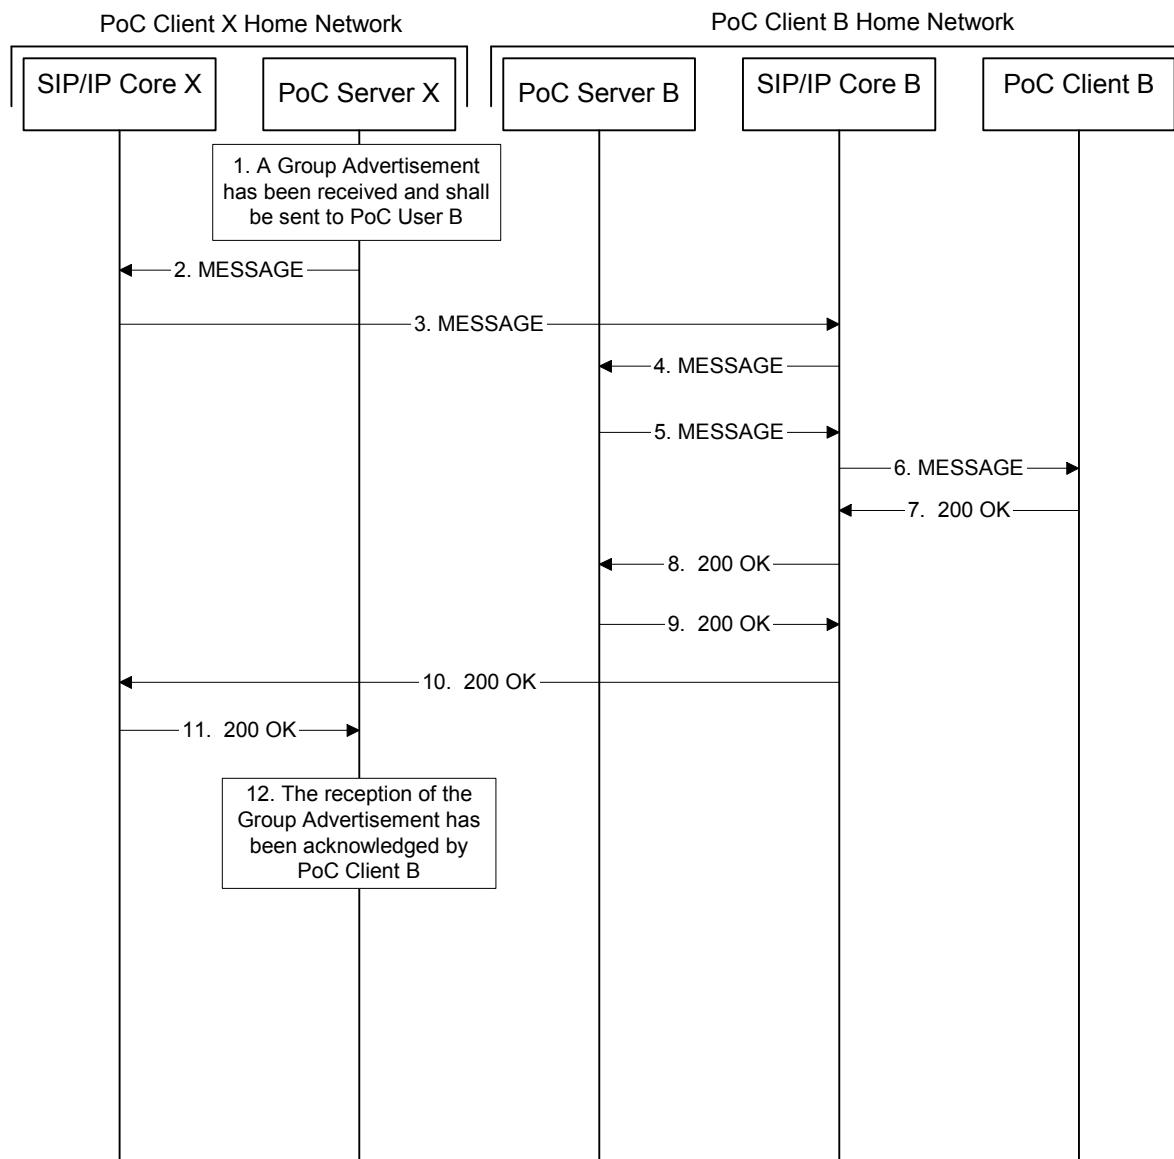 PoC Client X Home Network
PoC Client B Home Network
SIP/IP Core X
PoC Server X
PoC Server B
SIP/IP Core B
PoC Client B
1. A Group Advertisement
has been received and shall
be sent to PoC User B
2. MESSAGE
3. MESSAGE
4. MESSAGE
5. MESSAGE
6. MESSAGE
7. 200 OK
8. 200 OK
9. 200 OK
10. 200 OK
11. 200 OK
12. The reception of the
Group Advertisement has
been acknowledged by
PoC Client B